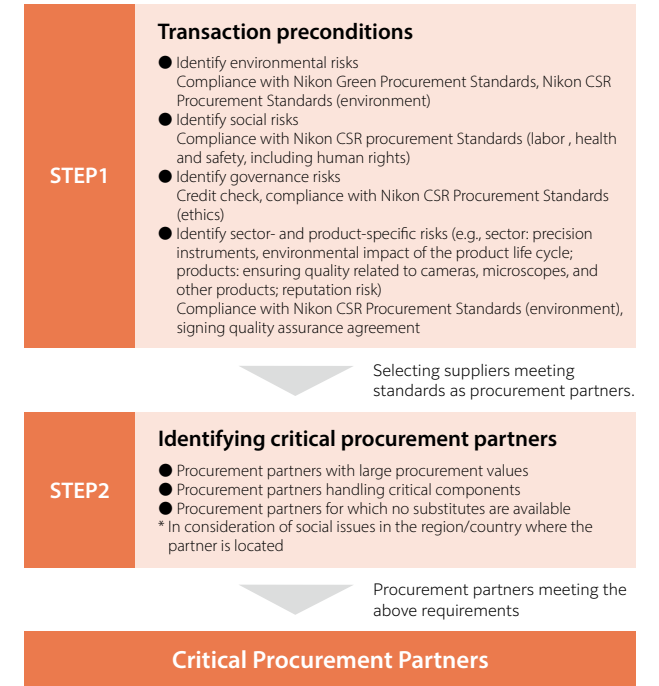 STEP1
Transaction preconditions
● Identify environmental risks
Compliance with Nikon Green Procurement Standards, Nikon CSR
Procurement Standards (environment)
● Identify social risks
Compliance with Nikon CSR procurement Standards (labor , health
and safety, including human rights)
● Identify governance risks
Credit check, compliance with Nikon CSR Procurement Standards
(ethics)
● Identify sector- and product-specific risks (e.g., sector: precision
instruments, environmental impact of the product life cycle;
products: ensuring quality related to cameras, microscopes, and
other products; reputation risk)
Compliance with Nikon CSR Procurement Standards (environment),
signing quality assurance agreement
Selecting suppliers meeting
standards as procurement partners.
STEP2
Identifying critical procurement partners
● Procurement partners with large procurement values
● Procurement partners handling critical components
● Procurement partners for which no substitutes are available
* In consideration of social issues in the region/country where the
partner is located
Procurement partners meeting the
above requirements
Critical Procurement Partners